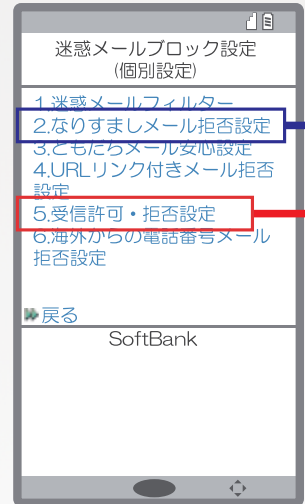 迷惑メールブロック設定
(個別設定)
1.迷惑メールフィルター
2.なりすましメール拒否設定
3.ともだちメール安心設定
4.URLリンク付きメール拒否
設定
5.受信許可・拒否設定
6.海外からの電話番号メール
拒否設定
戻る
SoftBank